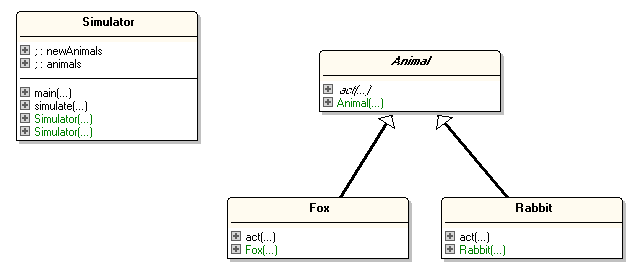 Simulator
; : newAnimals
; : animals
main(...)
simulate(...)
Simulator(...)
Simulator(...)
Animal
act(...)
Animal(...)
Fox
act(...)
Fox(...)
Rabbit
act(...)
Rabbit(...)